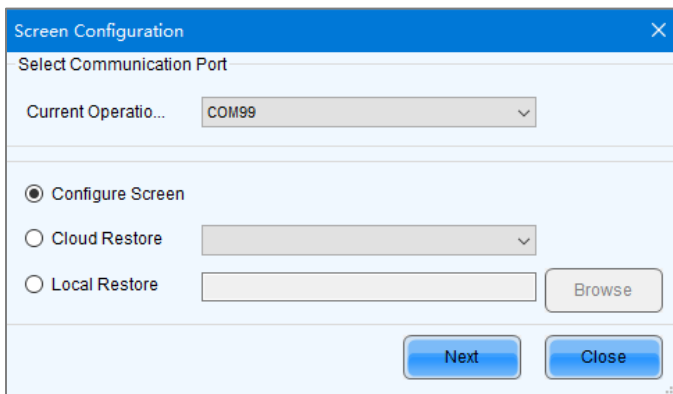 Screen Configuration
Select Communication Port
Current Operatio... COM99
Configure Screen
Cloud Restore
Local Restore Browse
Next Close